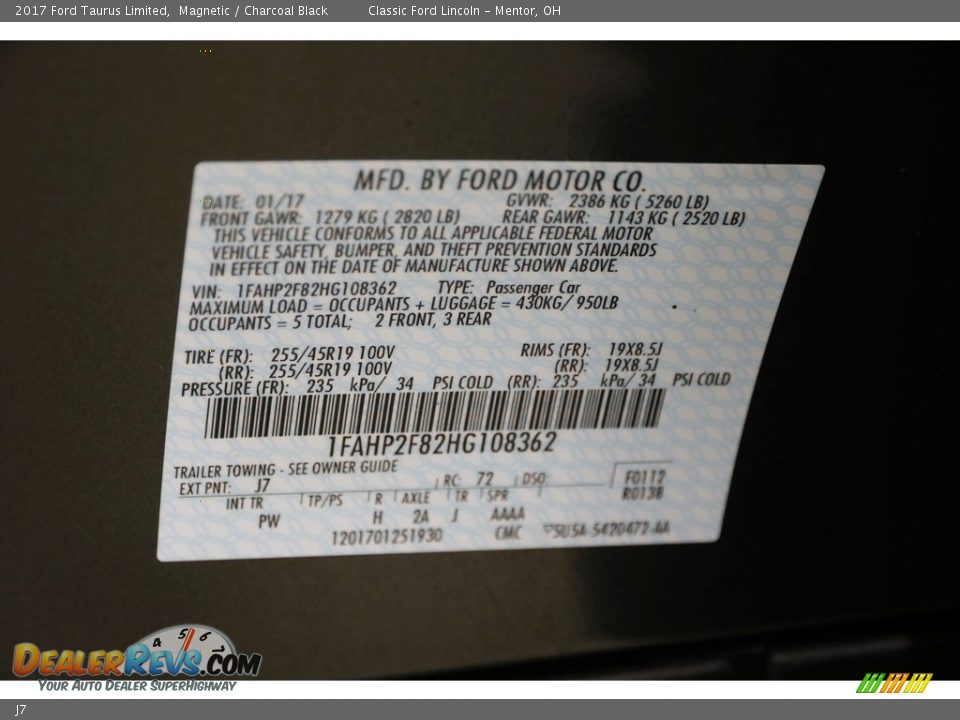 2017 Ford Taurus Limited, Magnetic / Charcoal Black Classic Ford Lincoln - Mentor, OH
MFD. BY FORD MOTOR CO.
DATE: 01/17 GVWR: 2386 KG ( 5260 LB)
FRONT GAWR: 1279 KG ( 2820 LB) REAR GAWR: 1143 KG ( 2520 LB)
THIS VEHICLE CONFORMS TO ALL APPLICABLE FEDERAL MOTOR
VEHICLE SAFETY, BUMPER, AND THEFT PREVENTION STANDARDS
IN EFFECT ON THE DATE OF MANUFACTURE SHOWN ABOVE.
VIN: 1FAHP2F82HG108362 TYPE: Passenger Car
MAXIMUM LOAD = OCCUPANTS + LUGGAGE = 430KG/ 950LB
OCCUPANTS = 5 TOTAL; 2 FRONT, 3 REAR
TIRE (FR): 255/45R19 100V RIMS (FR): 19X8.5J
(RR): 255/45R19 100V (RR): 19X8.5J
PRESSURE (FR): 235 kPa/ 34 PSI COLD (RR): 235 kPa/ 34 PSI COLD
1FAHP2F82HG108362
TRAILER TOWING - SEE OWNER GUIDE
EXT PNT: J7 RC: 72 DSO: F0112
R0138
INT TR TP/PS R AXLE TR SPR
PW H 2A J AAAA
1201701251930 CMC 5U5A-5420472-AA
4 5 6
DEALERREVS.COM
YOUR AUTO DEALER SUPERHIGHWAY
J7